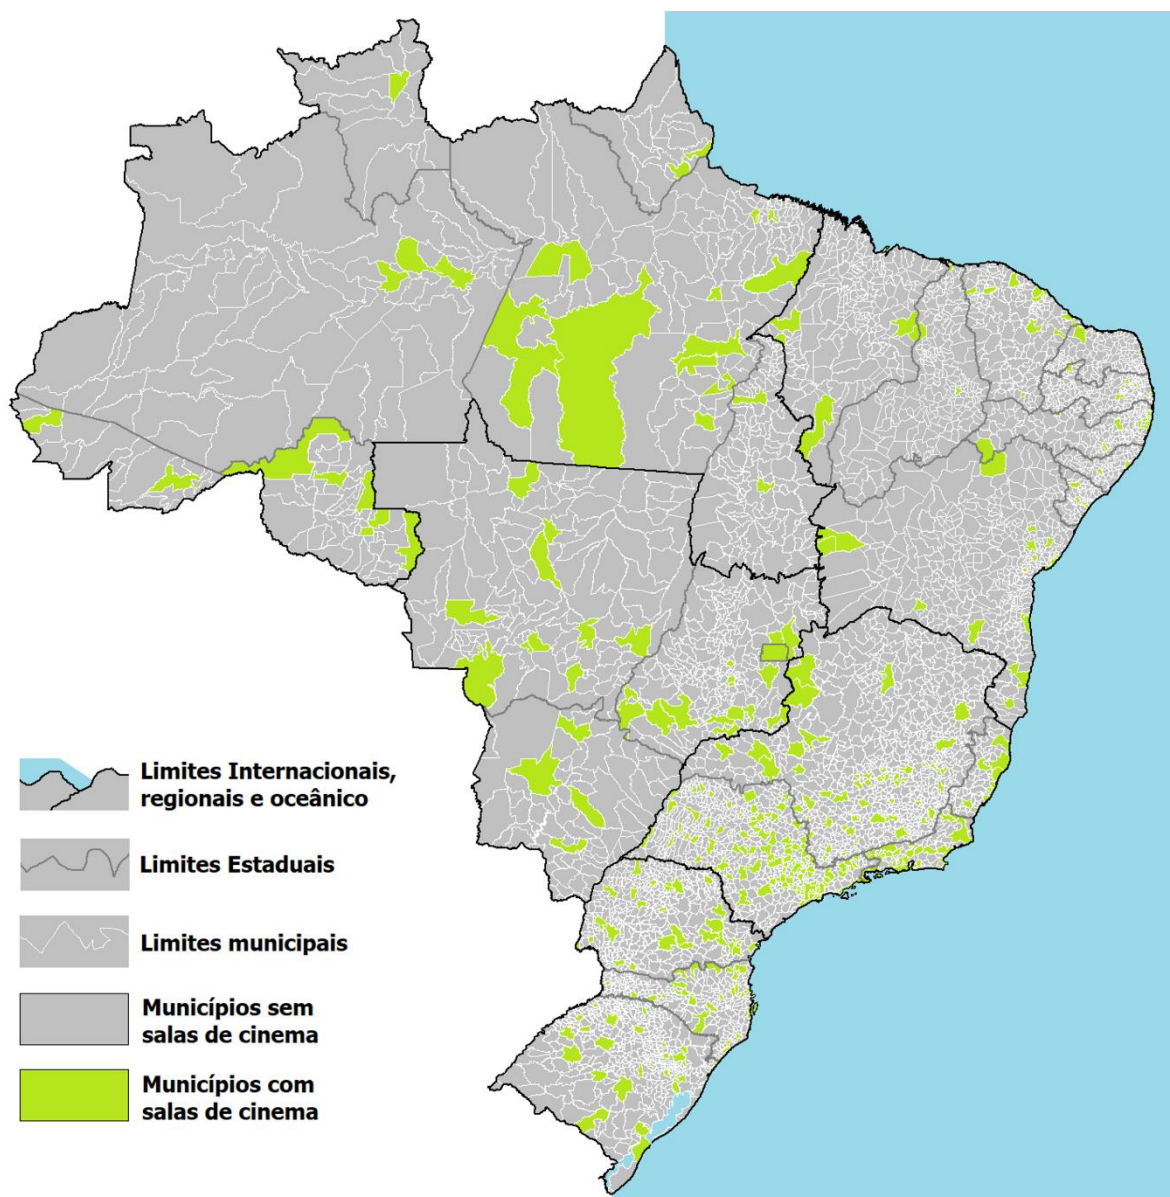 Limites Internacionais,
regionais e oceânico
Limites Estaduais
Limites municipais
Municípios sem
salas de cinema
Municípios com
salas de cinema